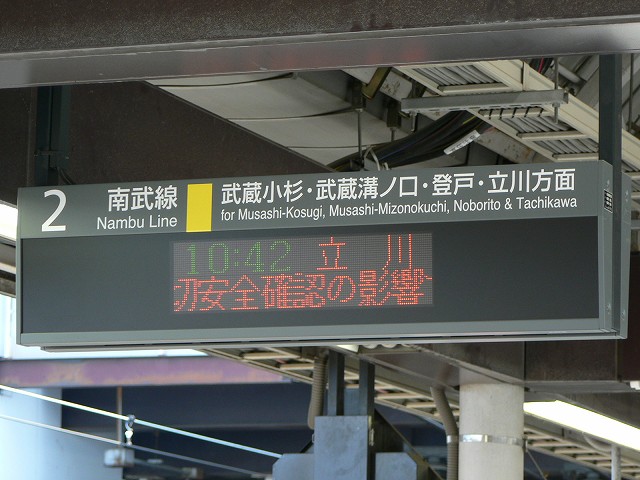 2 南武線 武蔵小杉・武蔵溝ノ口・登戸・立川方面
Nambu Line for Musashi-Kosugi, Musashi-Mizonokuchi, Noborito & Tachikawa
10:42 立 川
安全確認の影響